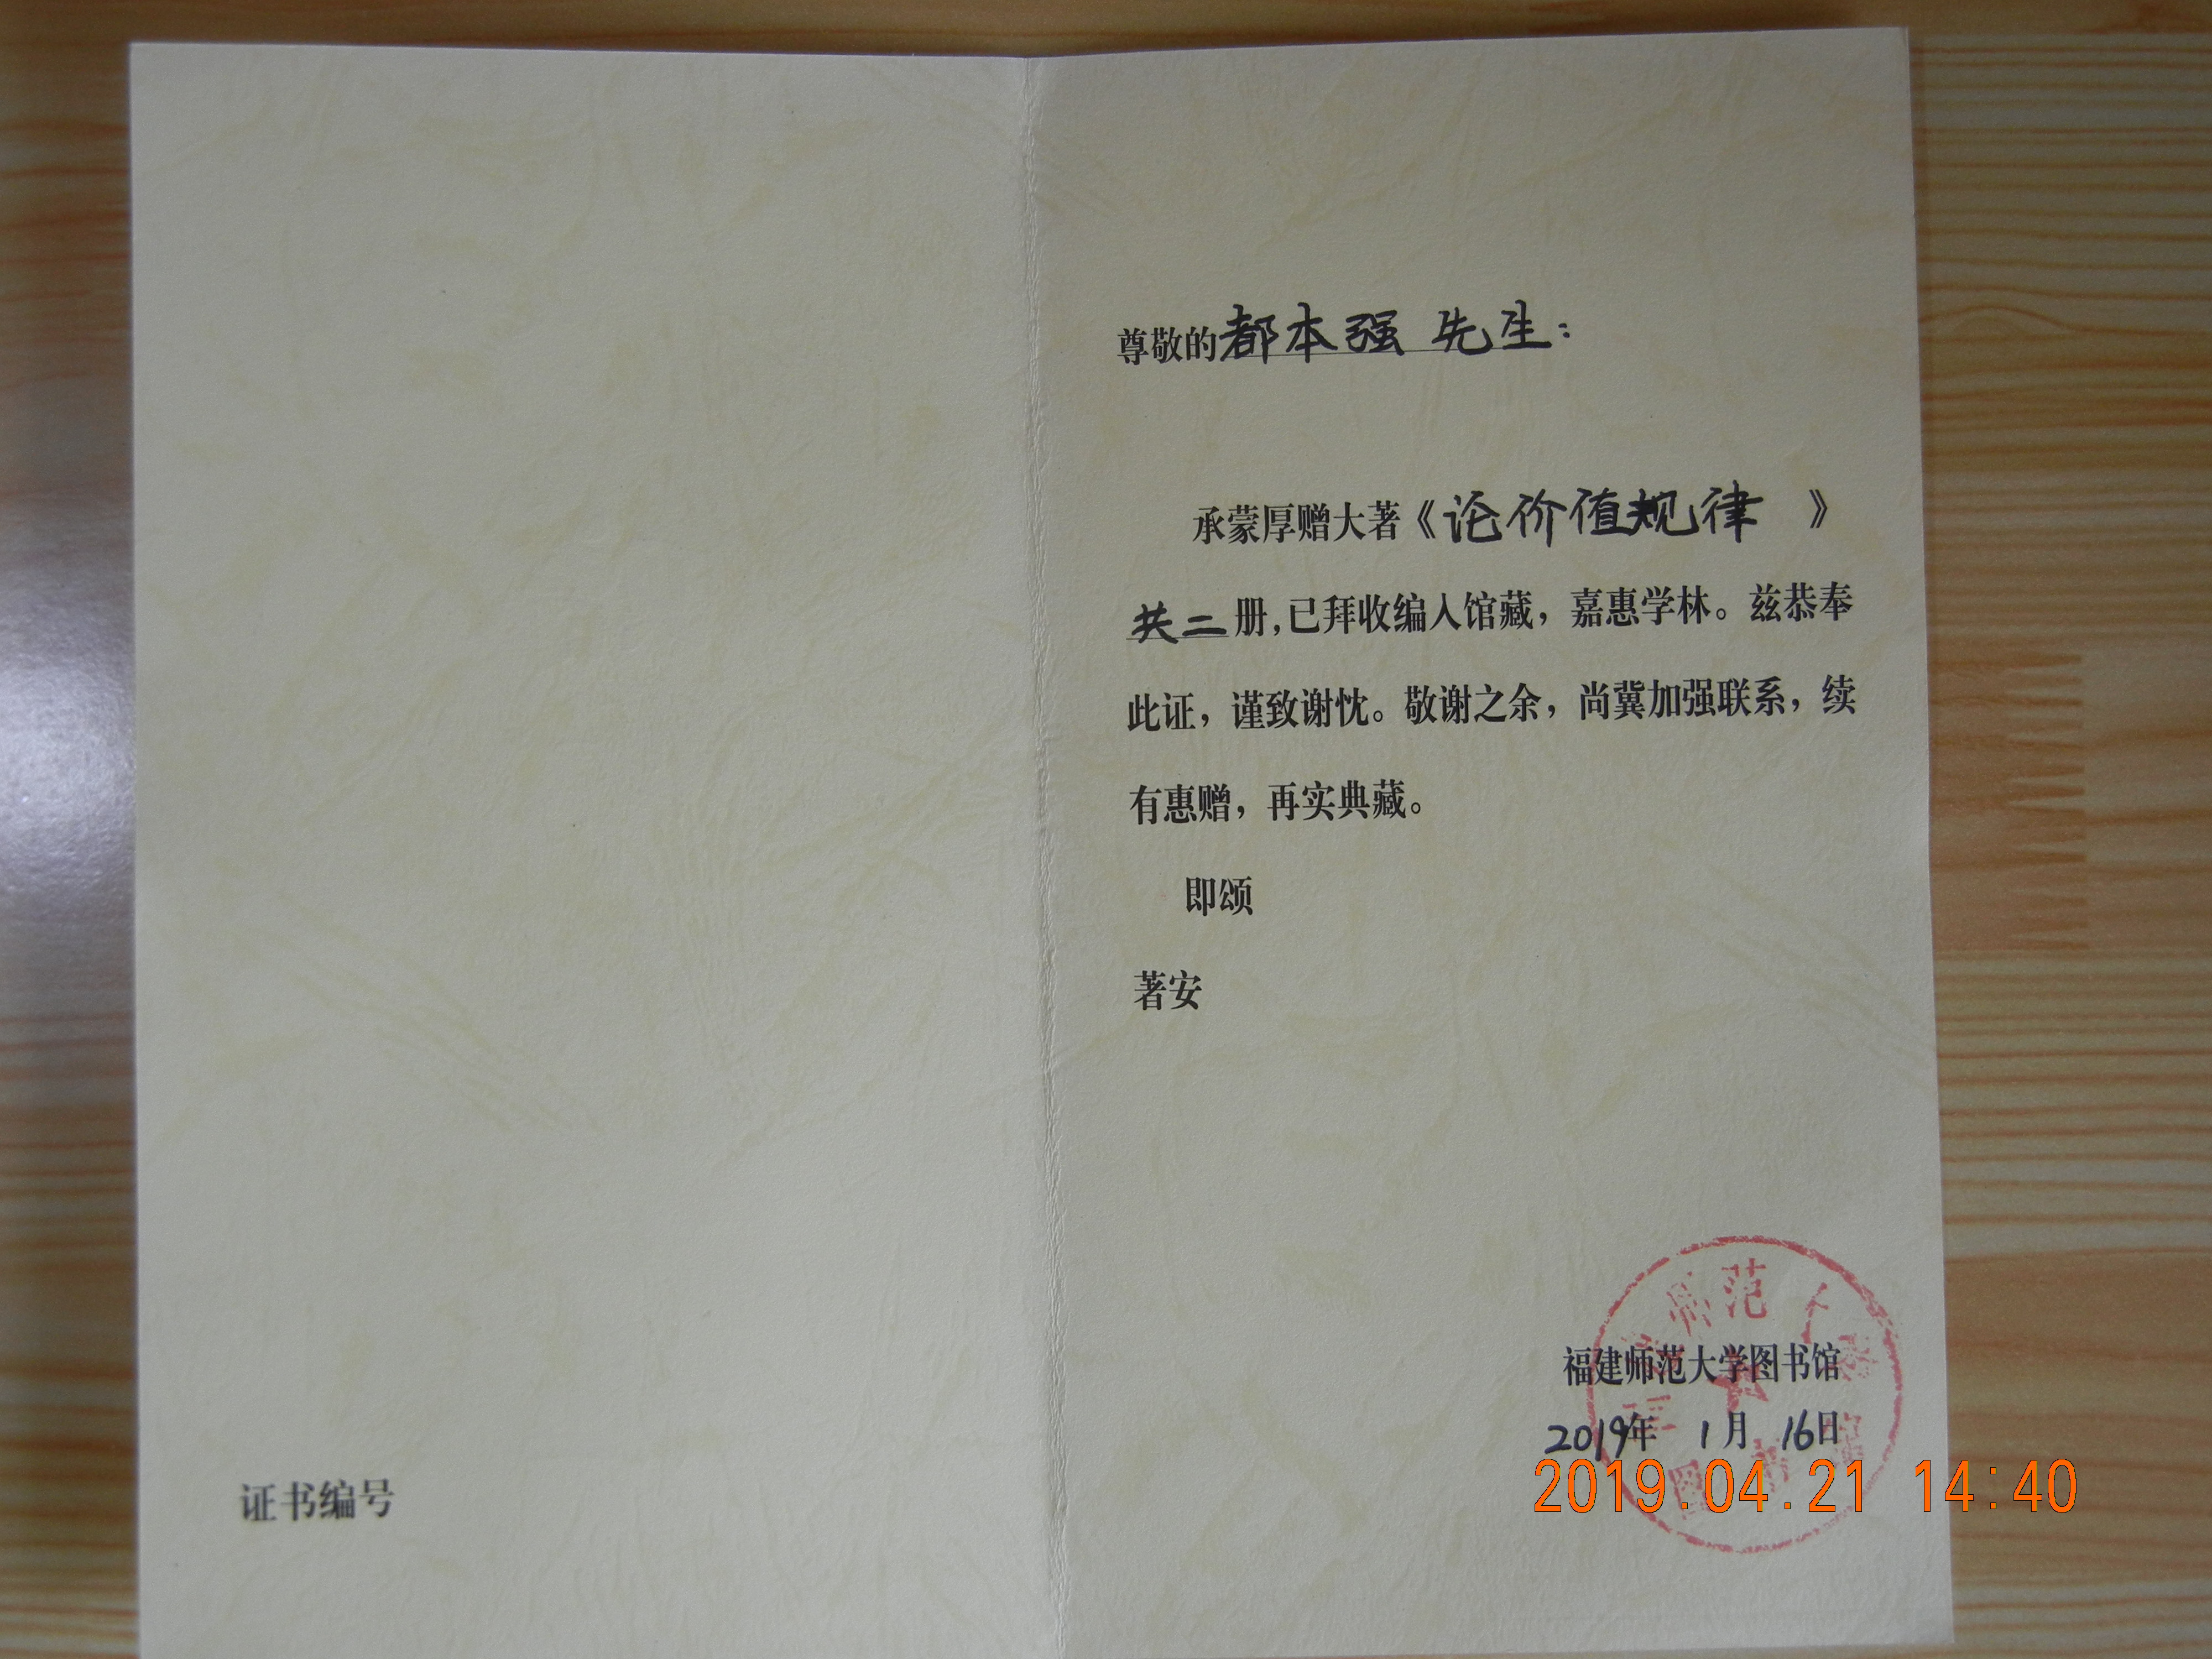 尊敬的都本强 先生：
承蒙厚赠大著《论价值规律 》
共二册,已拜收编入馆藏，嘉惠学林。兹恭奉
此证，谨致谢忱。敬谢之余，尚冀加强联系，续
有惠赠，再实典藏。
即颂
著安
师范
福建师范大学图书馆
2019年 1月 16日
2019.04.21 14:40
证书编号